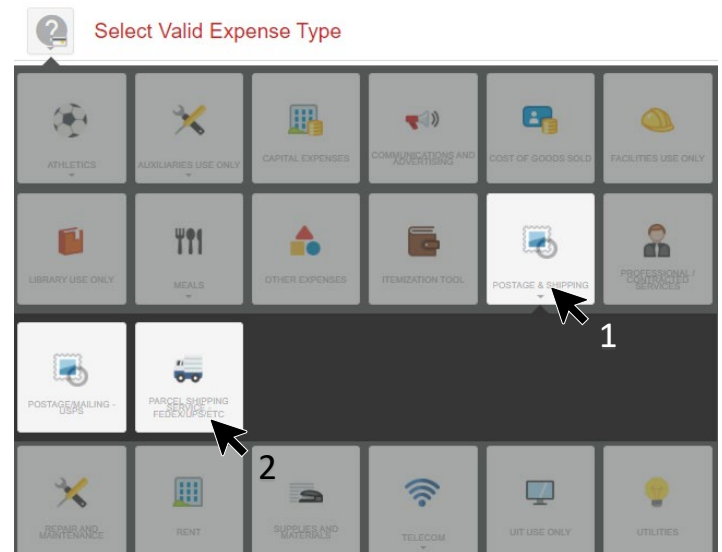 Select Valid Expense Type
ATHLETICS
AUXILIARIES USE ONLY
CAPITAL EXPENSES
COMMUNICATIONS AND
ADVERTISING
COST OF GOODS SOLD
FACILITIES USE ONLY
LIBRARY USE ONLY
MEALS
OTHER EXPENSES
ITEMIZATION TOOL
POSTAGE & SHIPPING
PROFESSIONAL /
CONTRACTED
SERVICES
1
POSTAGE/MAILING -
USPS
PARCEL SHIPPING
SERVICE -
FEDEX/UPS/ETC
2
REPAIR AND
MAINTENANCE
RENT
SUPPLIES AND
MATERIALS
TELECOM
UIT USE ONLY
UTILITIES